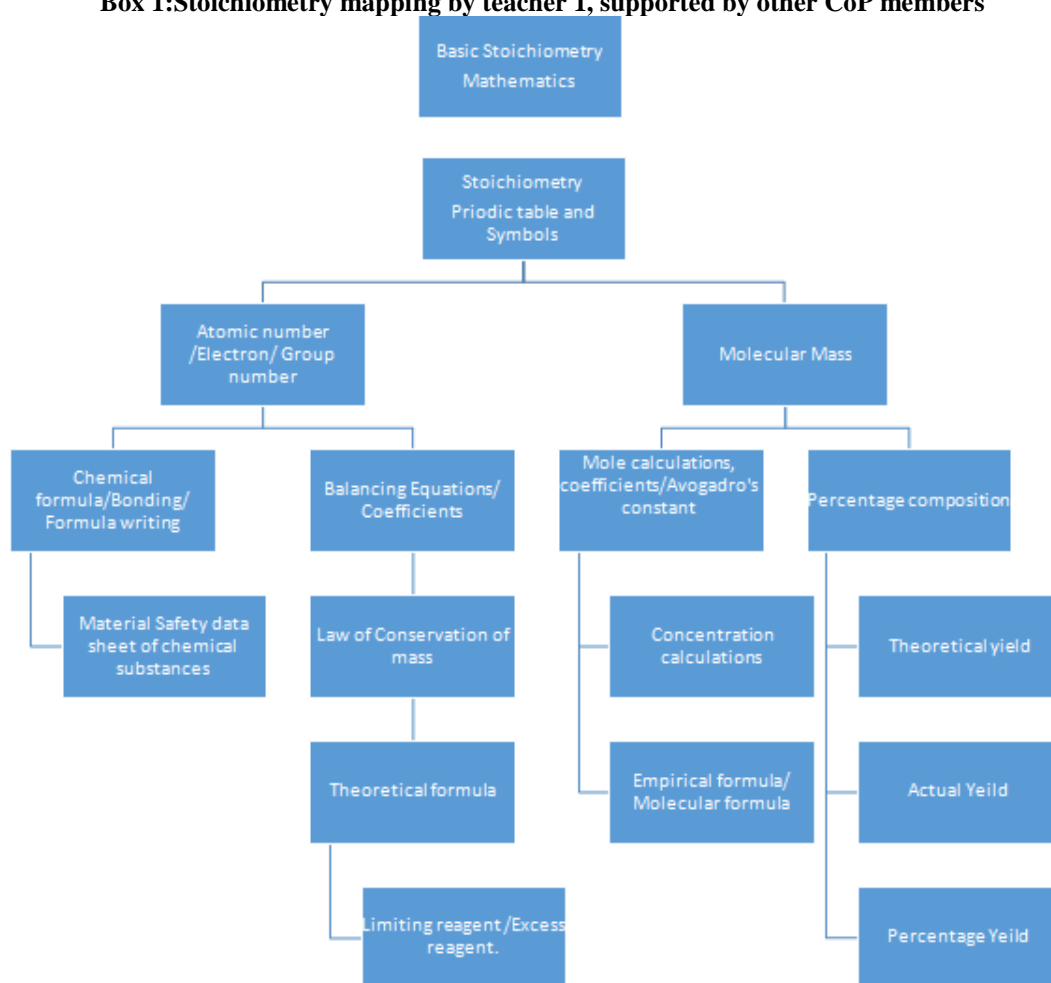 Box 1:Stoichiometry mapping by teacher 1, supported by other CoP members
Basic Stoichiometry
Mathematics
Stoichiometry
Priodic table and
Symbols
Atomic number
/Electron/ Group
number
Molecular Mass
Chemical
formula/Bonding/
Formula writing
Balancing Equations/
Coefficients
Mole calculations,
coefficients/Avogadro's
constant
Percentage composition
Material Safety data
sheet of chemical
substances
Law of Conservation of
mass
Concentration
calculations
Theoretical yield
Theoretical formula
Empirical formula/
Molecular formula
Actual Yeild
Limiting reagent /Excess
reagent.
Percentage Yeild